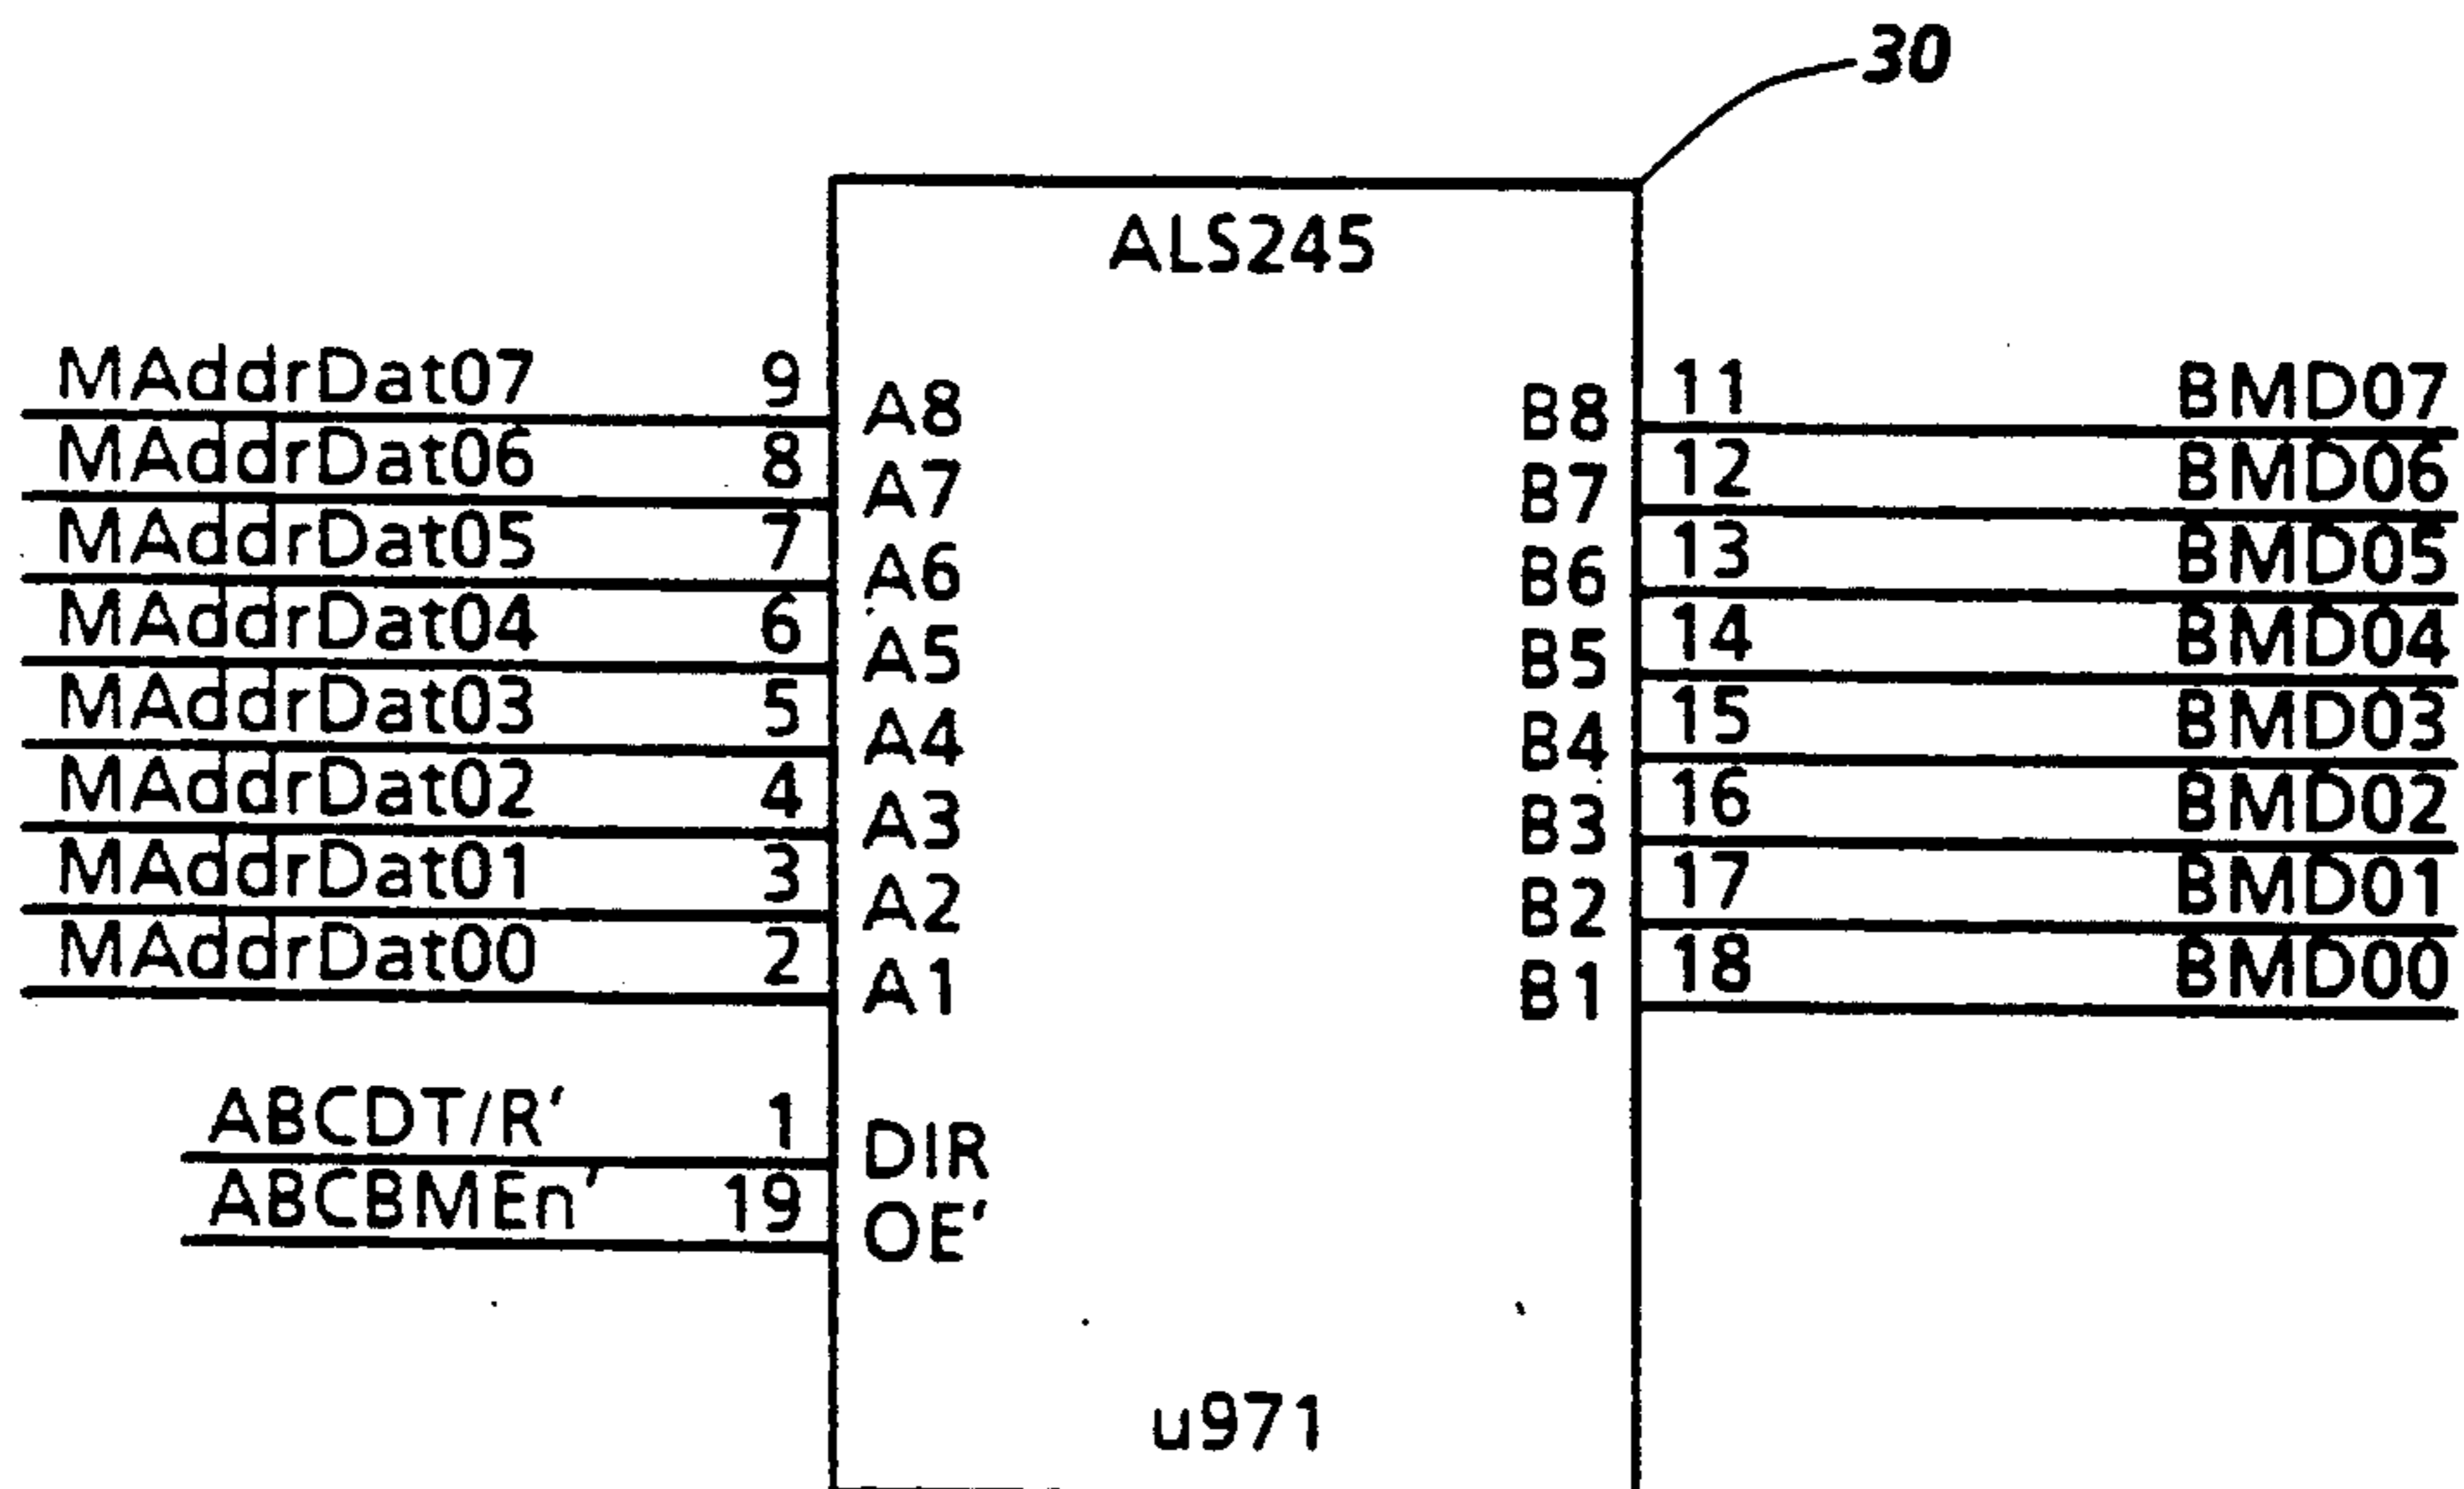 30
ALS245
MAddrDat07 9 A8 B8 11 BMD07
MAddrDat06 8 A7 B7 12 BMD06
MAddrDat05 7 A6 B6 13 BMD05
MAddrDat04 6 A5 B5 14 BMD04
MAddrDat03 5 A4 B4 15 BMD03
MAddrDat02 4 A3 B3 16 BMD02
MAddrDat01 3 A2 B2 17 BMD01
MAddrDat00 2 A1 B1 18 BMD00
ABCDT/R' 1 DIR
ABCBMEn' 19 OE'
u971